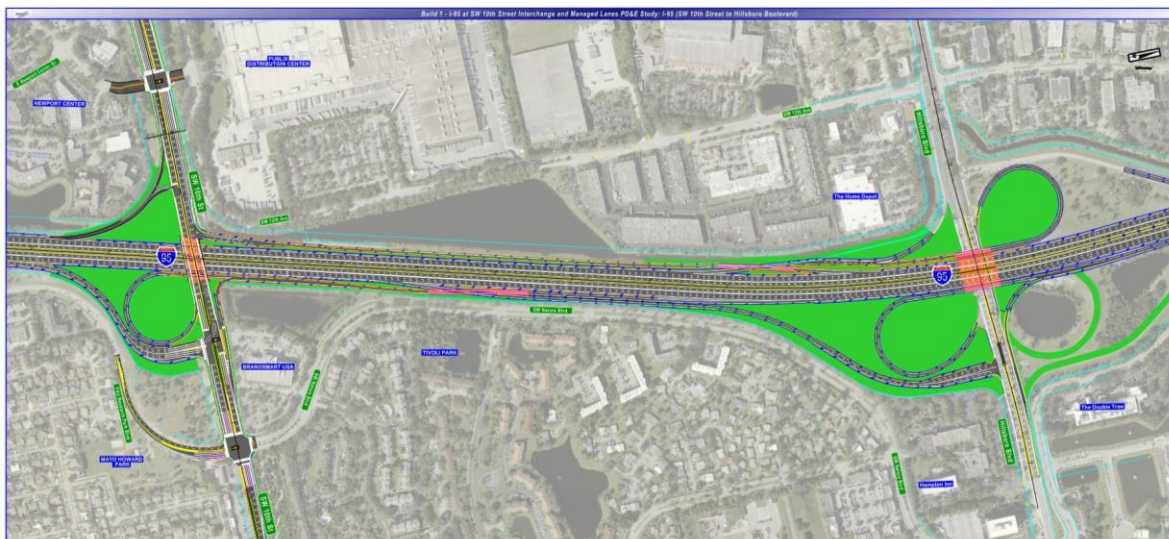 Build 1 - I-95 at SW 10th Street Interchange and Managed Lanes PD&E Study: I-95 (SW 10th Street to Hillsboro Boulevard)
PUBLIX
DISTRIBUTION CENTER
NEWPORT CENTER
SW 10th St
SW 12th Ave
SW 12th Ave
Hillsboro Blvd
The Home Depot
95
95
SW Natura Blvd
TIVOLI PARK
BRANDSMART USA
MAYO HOWARD
PARK
SW 10th St
The Double Tree
Hillsboro Blvd
Hampton Inn